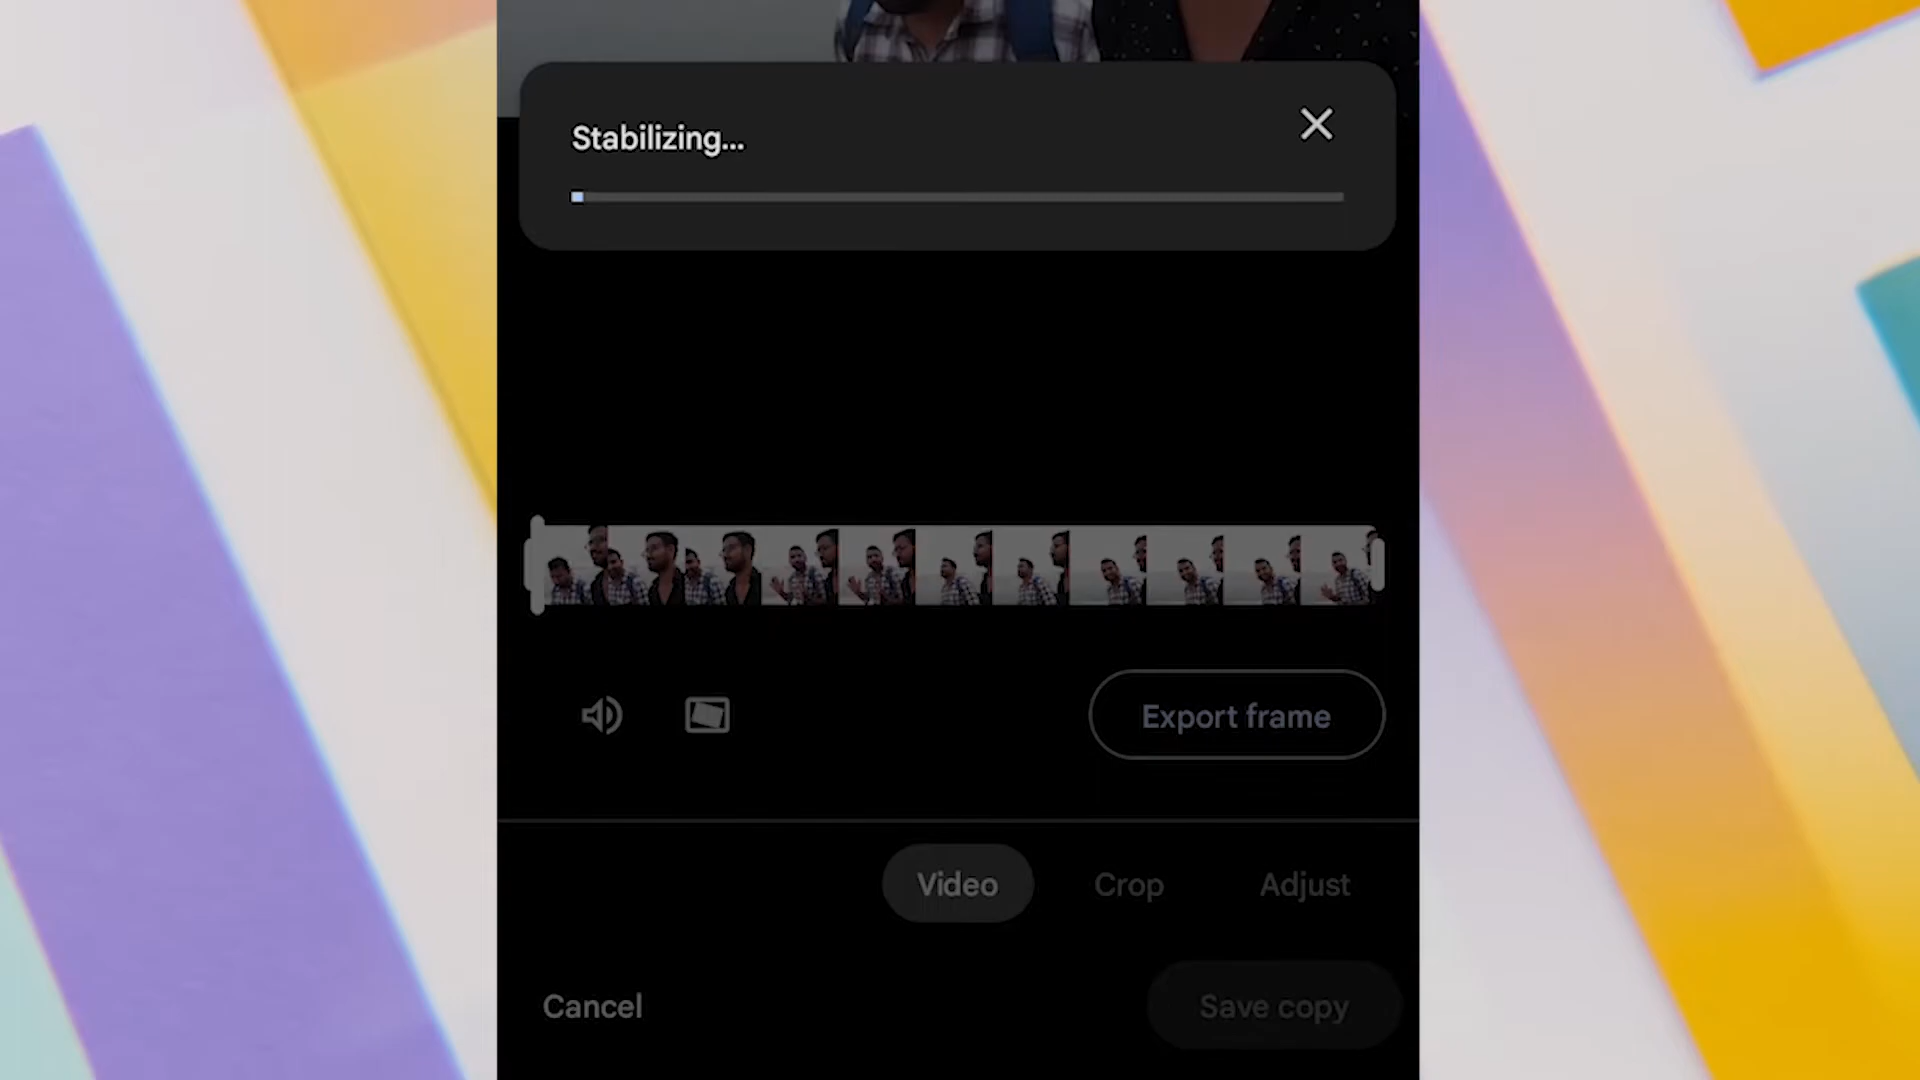 Stabilizing...
Export frame
Video
Crop
Adjust
Cancel
Save copy